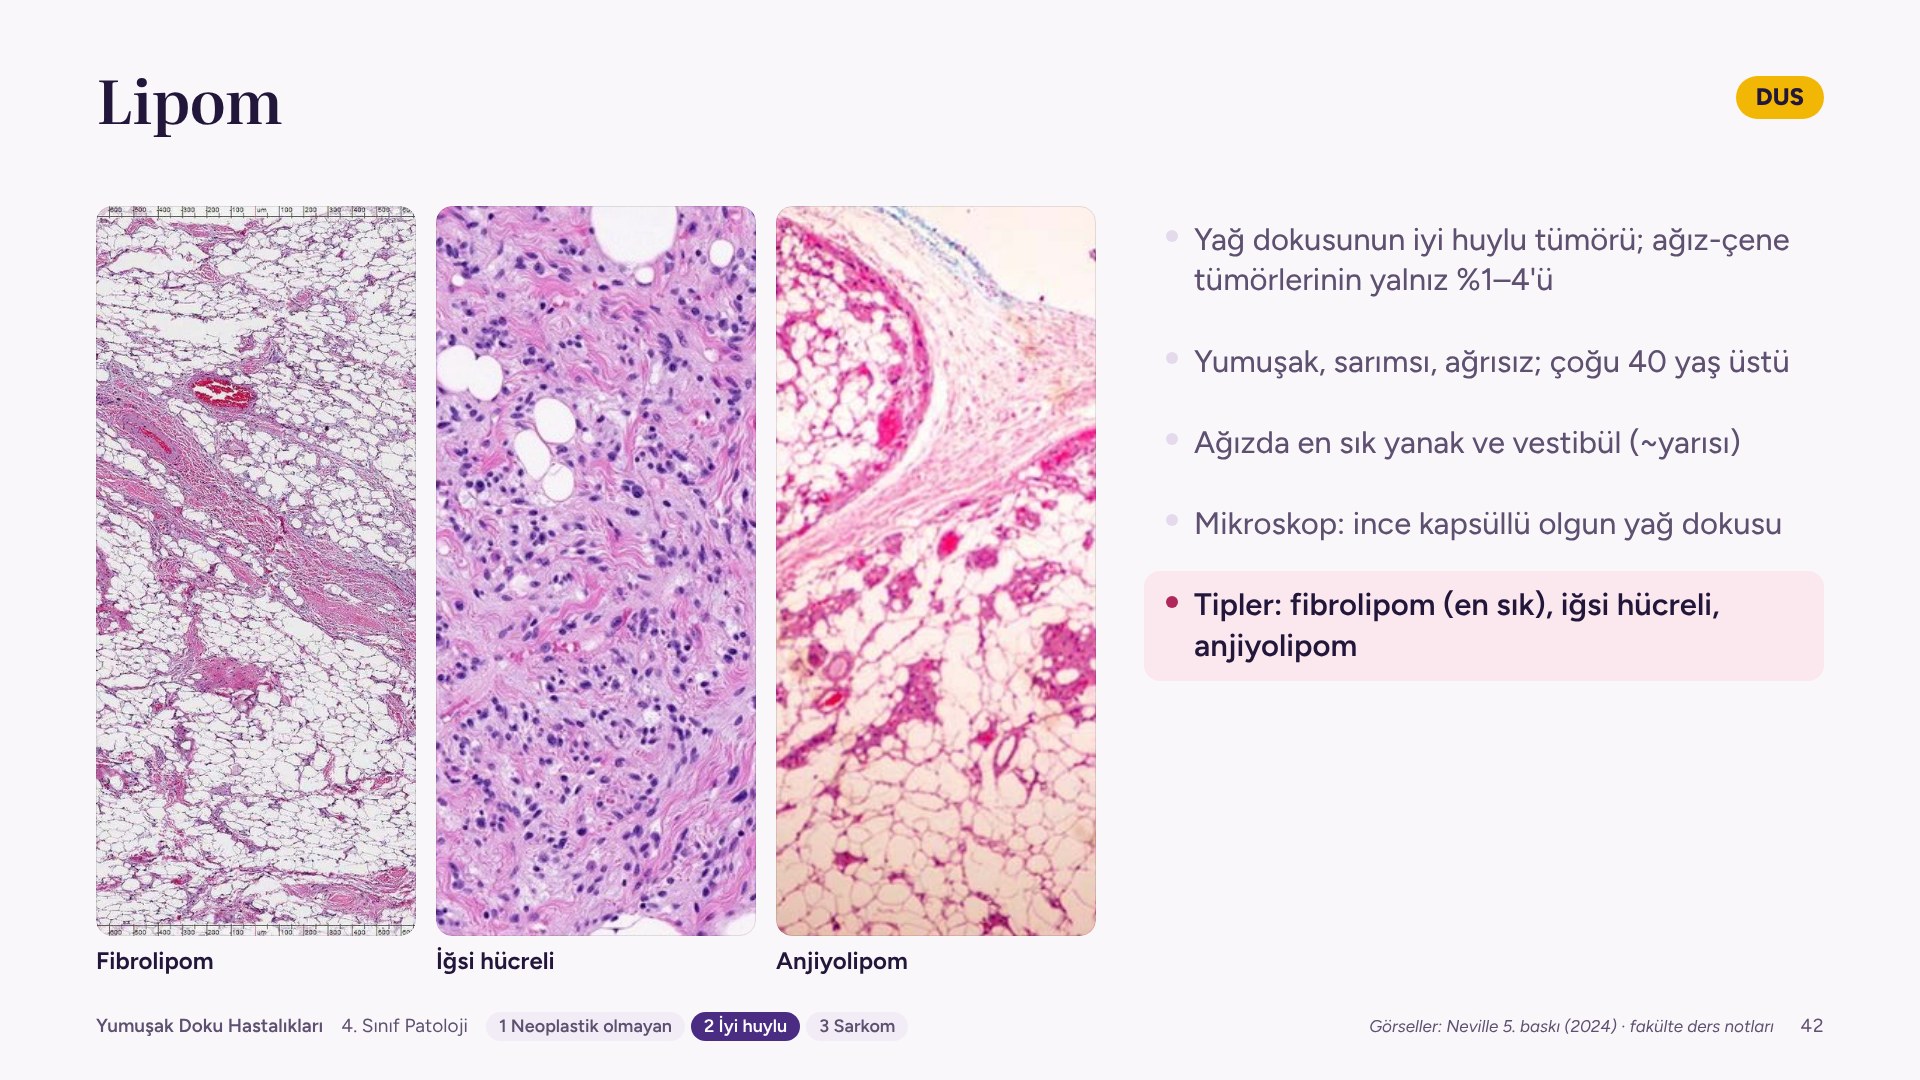 Lipom
DUS
Yağ dokusunun iyi huylu tümörü; ağız-çene
tümörlerinin yalnız %1–4'ü
Yumuşak, sarımsı, ağrısız; çoğu 40 yaş üstü
Ağızda en sık yanak ve vestibül (~yarısı)
Mikroskop: ince kapsüllü olgun yağ dokusu
Tipler: fibrolipom (en sık), iğsi hücreli,
anjiyolipom
Fibrolipom
İğsi hücreli
Anjiyolipom
Yumuşak Doku Hastalıkları 4. Sınıf Patoloji 1 Neoplastik olmayan 2 İyi huylu 3 Sarkom
Görseller: Neville 5. baskı (2024) · fakülte ders notları 42